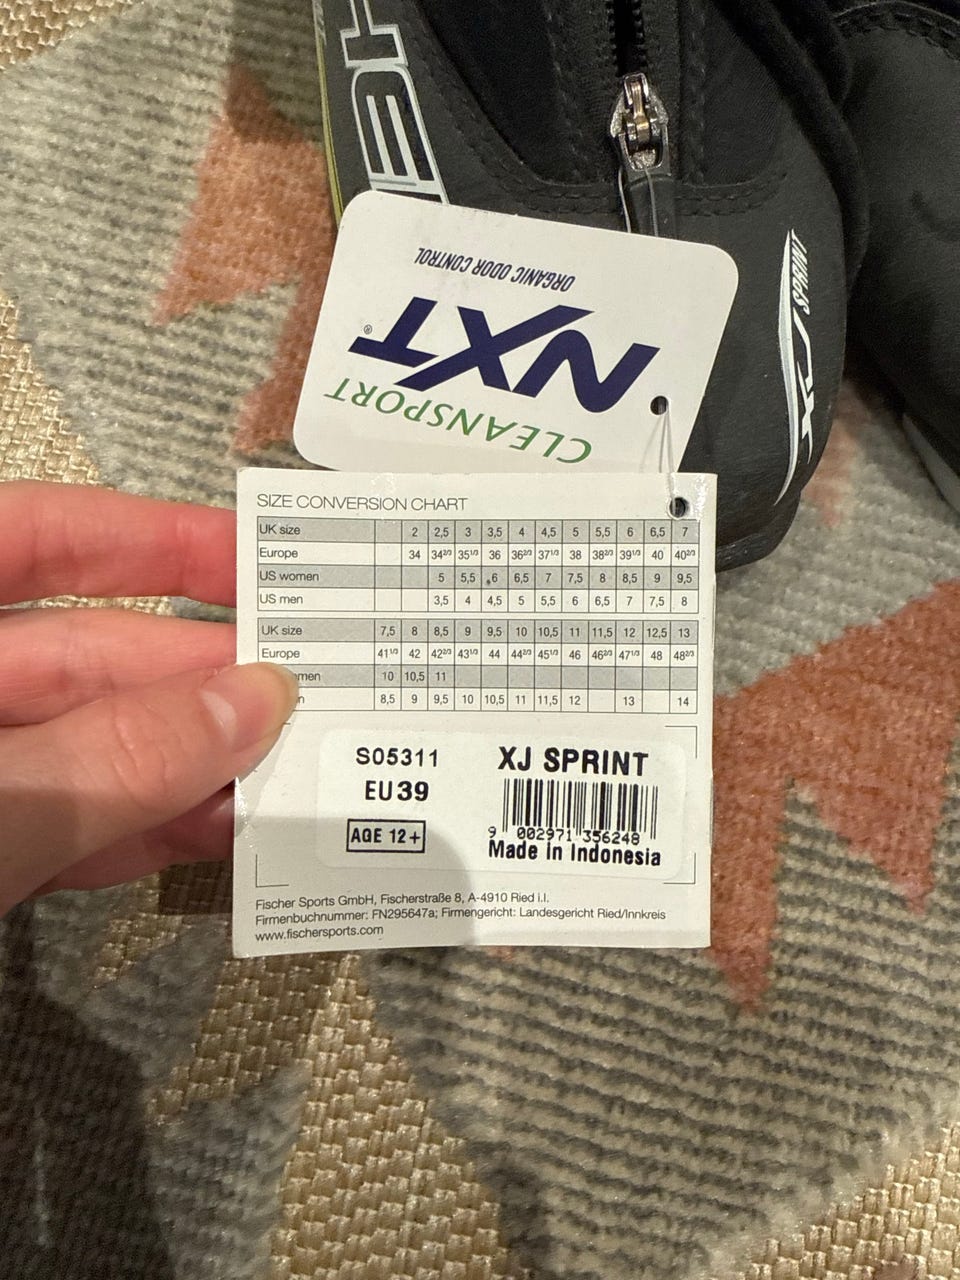 HER
XJ SPRINT
ORGANIC ODOR CONTROL
NXT®
CLEANSPORT
SIZE CONVERSION CHART
UK size 2 2,5 3 3,5 4 4,5 5 5,5 6 6,5 7
Europe 34 34 2/3 35 1/3 36 36 2/3 37 1/3 38 38 2/3 39 1/3 40 40 2/3
US women 5 5,5 6 6,5 7 7,5 8 8,5 9 9,5
US men 3,5 4 4,5 5 5,5 6 6,5 7 7,5 8
UK size 7,5 8 8,5 9 9,5 10 10,5 11 11,5 12 12,5 13
Europe 41 1/3 42 42 2/3 43 1/3 44 44 2/3 45 1/3 46 46 2/3 47 1/3 48 48 2/3
men 10 10,5 11
n 8,5 9 9,5 10 10,5 11 11,5 12 13 14
S05311 XJ SPRINT
EU 39
AGE 12+
9 002971 356248
Made in Indonesia
Fischer Sports GmbH, Fischerstraße 8, A-4910 Ried i.I.
Firmenbuchnummer: FN295647a; Firmengericht: Landesgericht Ried/Innkreis
www.fischersports.com